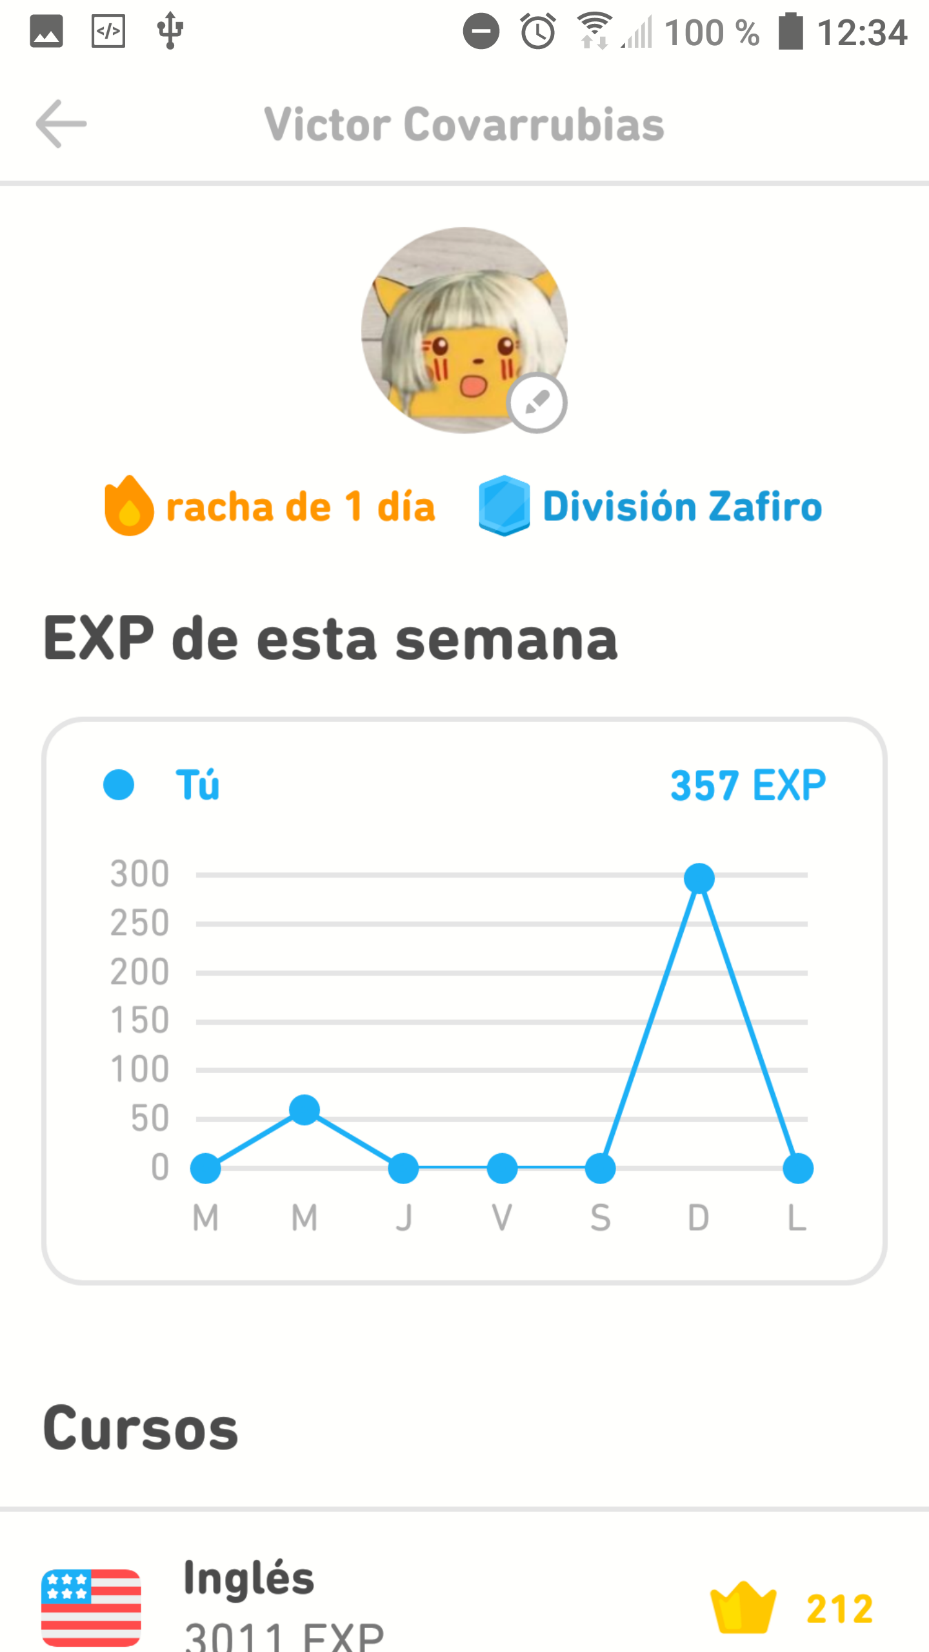 100 % 12:34
Victor Covarrubias
racha de 1 día División Zafiro
EXP de esta semana
Tú 357 EXP
300
250
200
150
100
50
0
M M J V S D L
Cursos
Inglés
3011 EXP
212